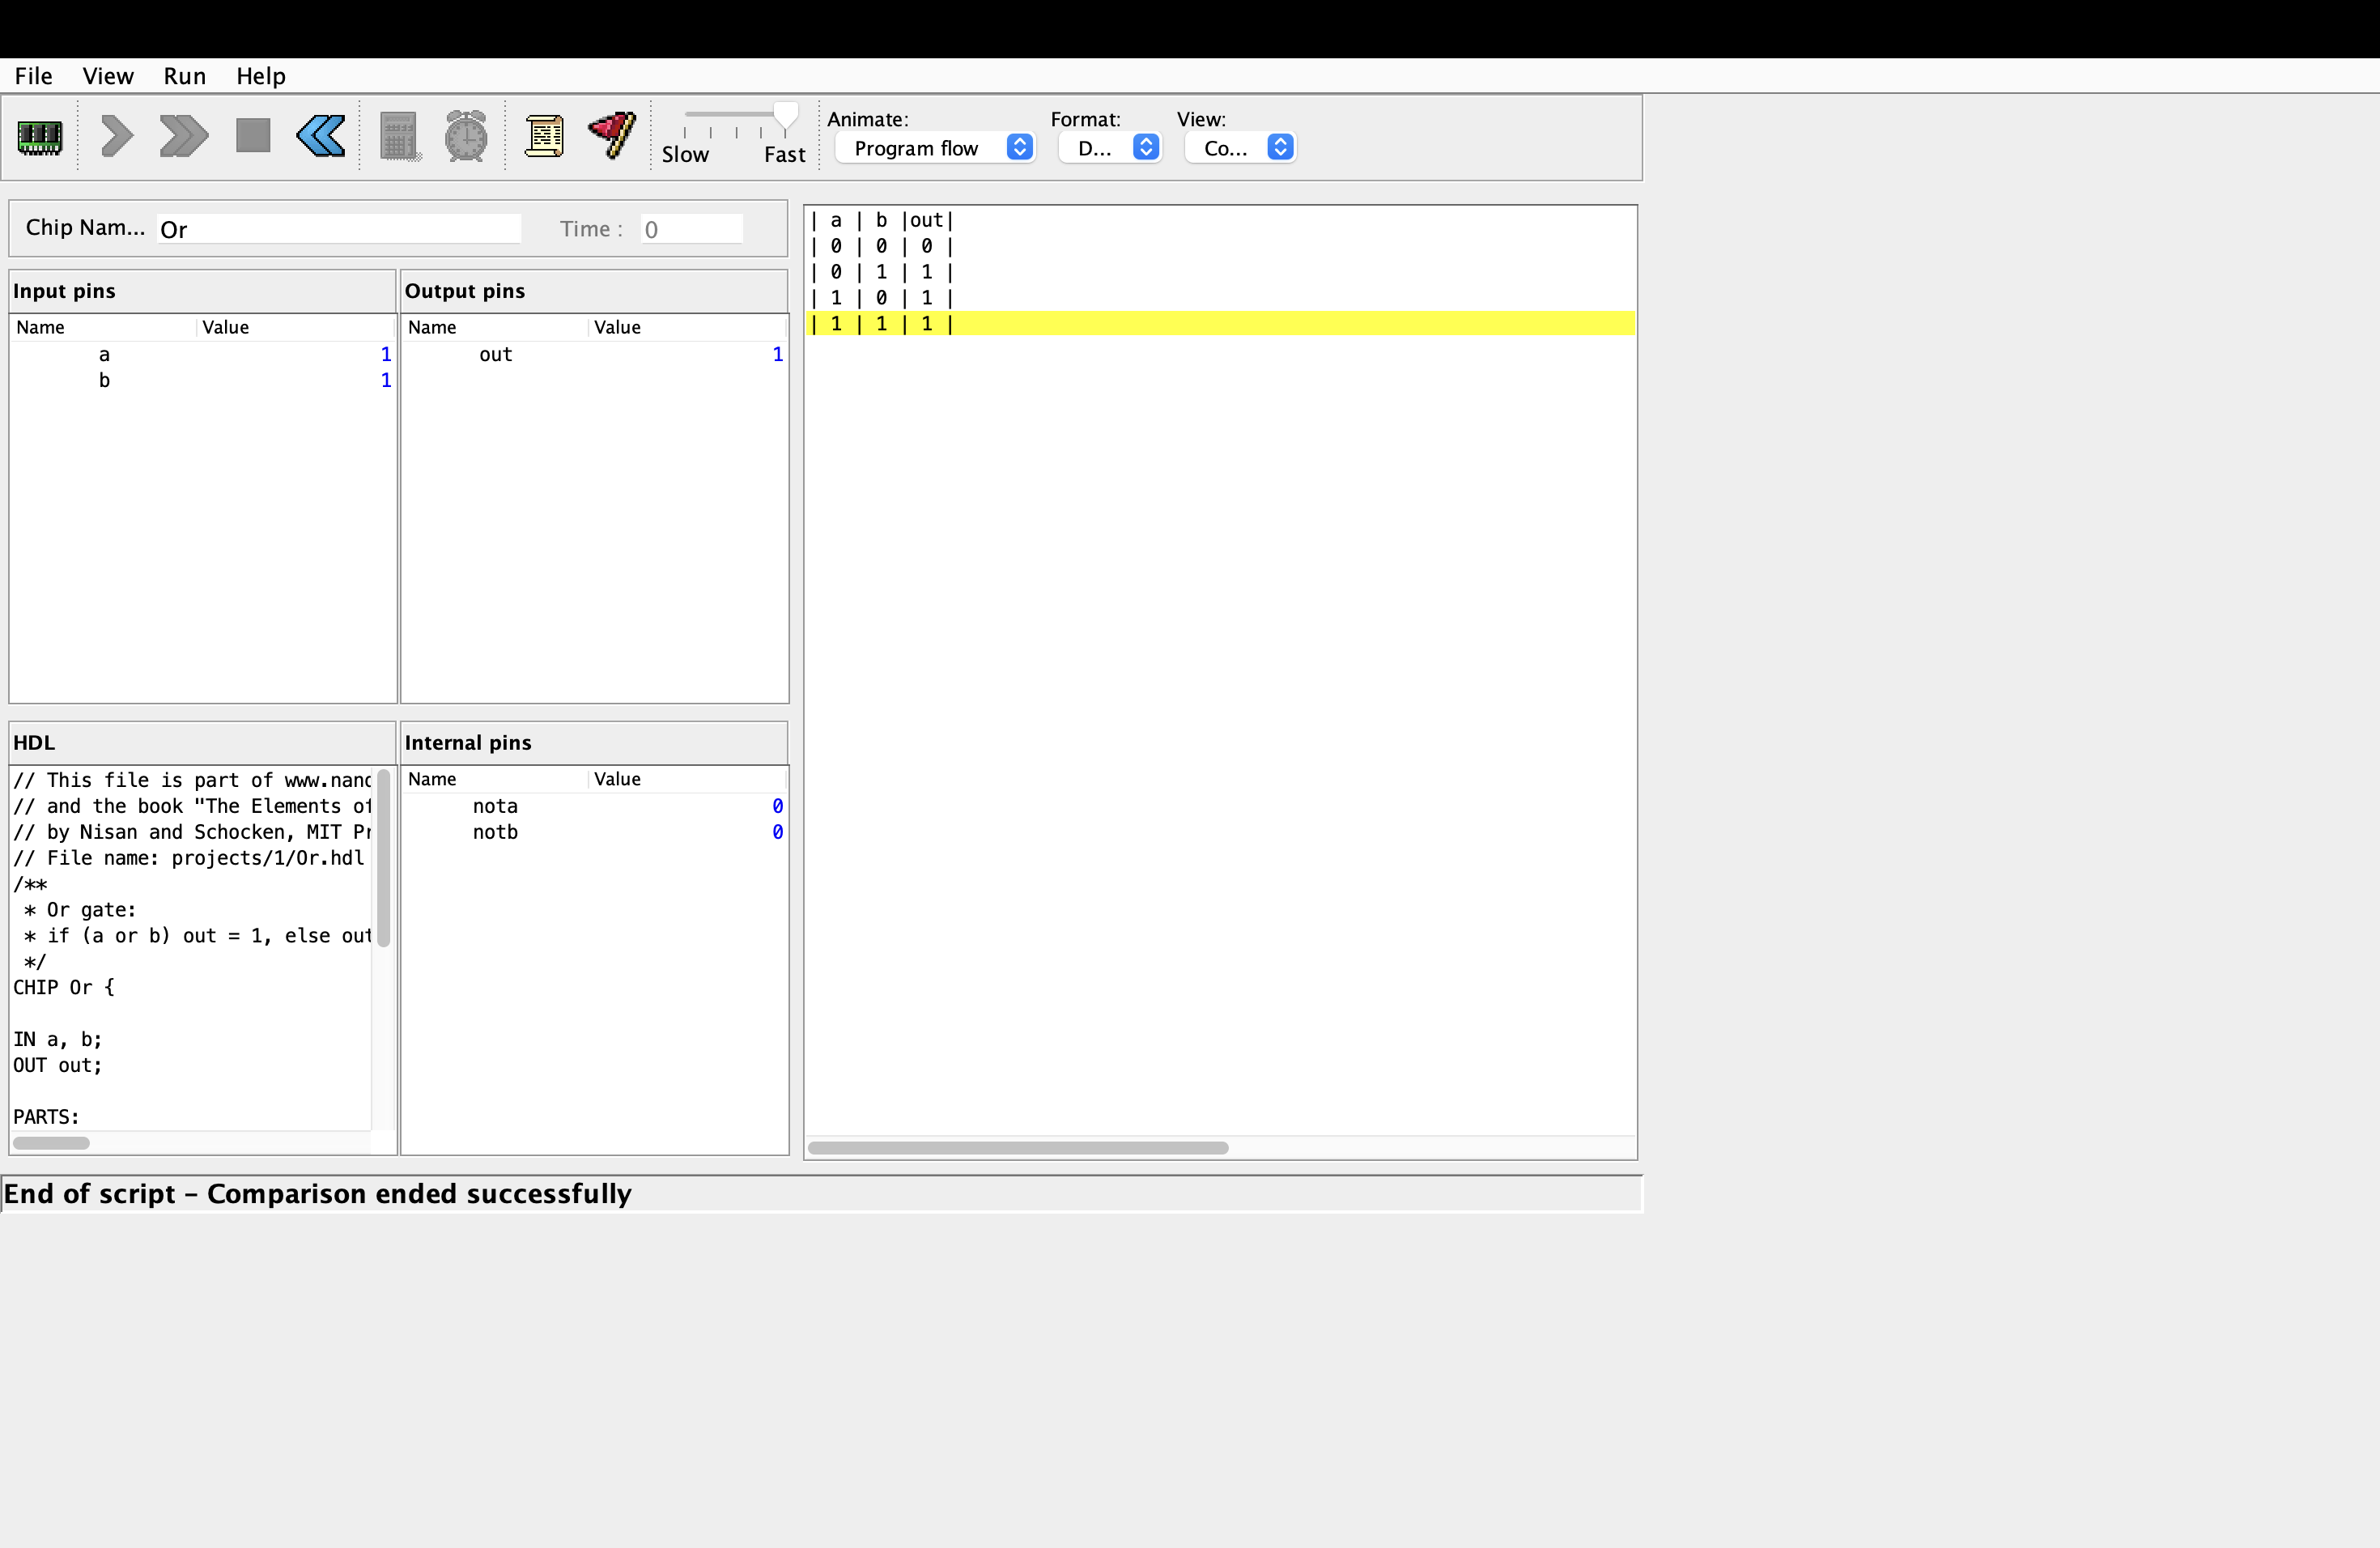 File View Run Help
Slow Fast
Animate: Format: View:
Program flow D... Co...
Chip Nam... Or Time : 0
Input pins
Name Value
a 1
b 1
Output pins
Name Value
out 1
| a | b |out|
| 0 | 0 | 0 |
| 0 | 1 | 1 |
| 1 | 0 | 1 |
| 1 | 1 | 1 |
HDL
// This file is part of www.nand
// and the book "The Elements of
// by Nisan and Schocken, MIT Pr
// File name: projects/1/Or.hdl
/**
 * Or gate:
 * if (a or b) out = 1, else out
 */
CHIP Or {
IN a, b;
OUT out;
PARTS:
Internal pins
Name Value
nota 0
notb 0
End of script – Comparison ended successfully